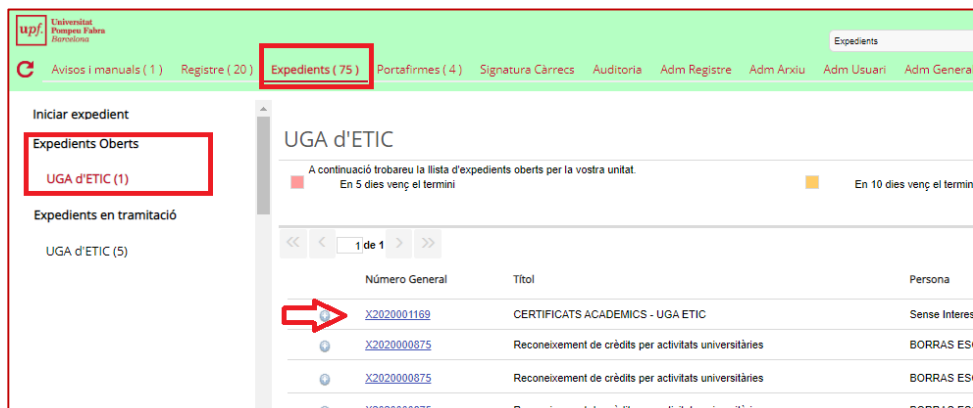 upf. Universitat
Pompeu Fabra
Barcelona
Expedients
Avisos i manuals ( 1 ) Registre ( 20 ) Expedients ( 75 ) Portafirmes ( 4 ) Signatura Càrrecs Auditoria Adm Registre Adm Arxiu Adm Usuari Adm General
Iniciar expedient
Expedients Oberts
UGA d'ETIC (1)
Expedients en tramitació
UGA d'ETIC (5)
UGA d'ETIC
A continuació trobareu la llista d'expedients oberts per la vostra unitat.
En 5 dies venç el termini
En 10 dies venç el termini
1 de 1
Número General Títol Persona
X2020001169 CERTIFICATS ACADEMICS - UGA ETIC Sense Interes
X2020000875 Reconeixement de crèdits per activitats universitàries BORRAS ES
X2020000875 Reconeixement de crèdits per activitats universitàries BORRAS ES